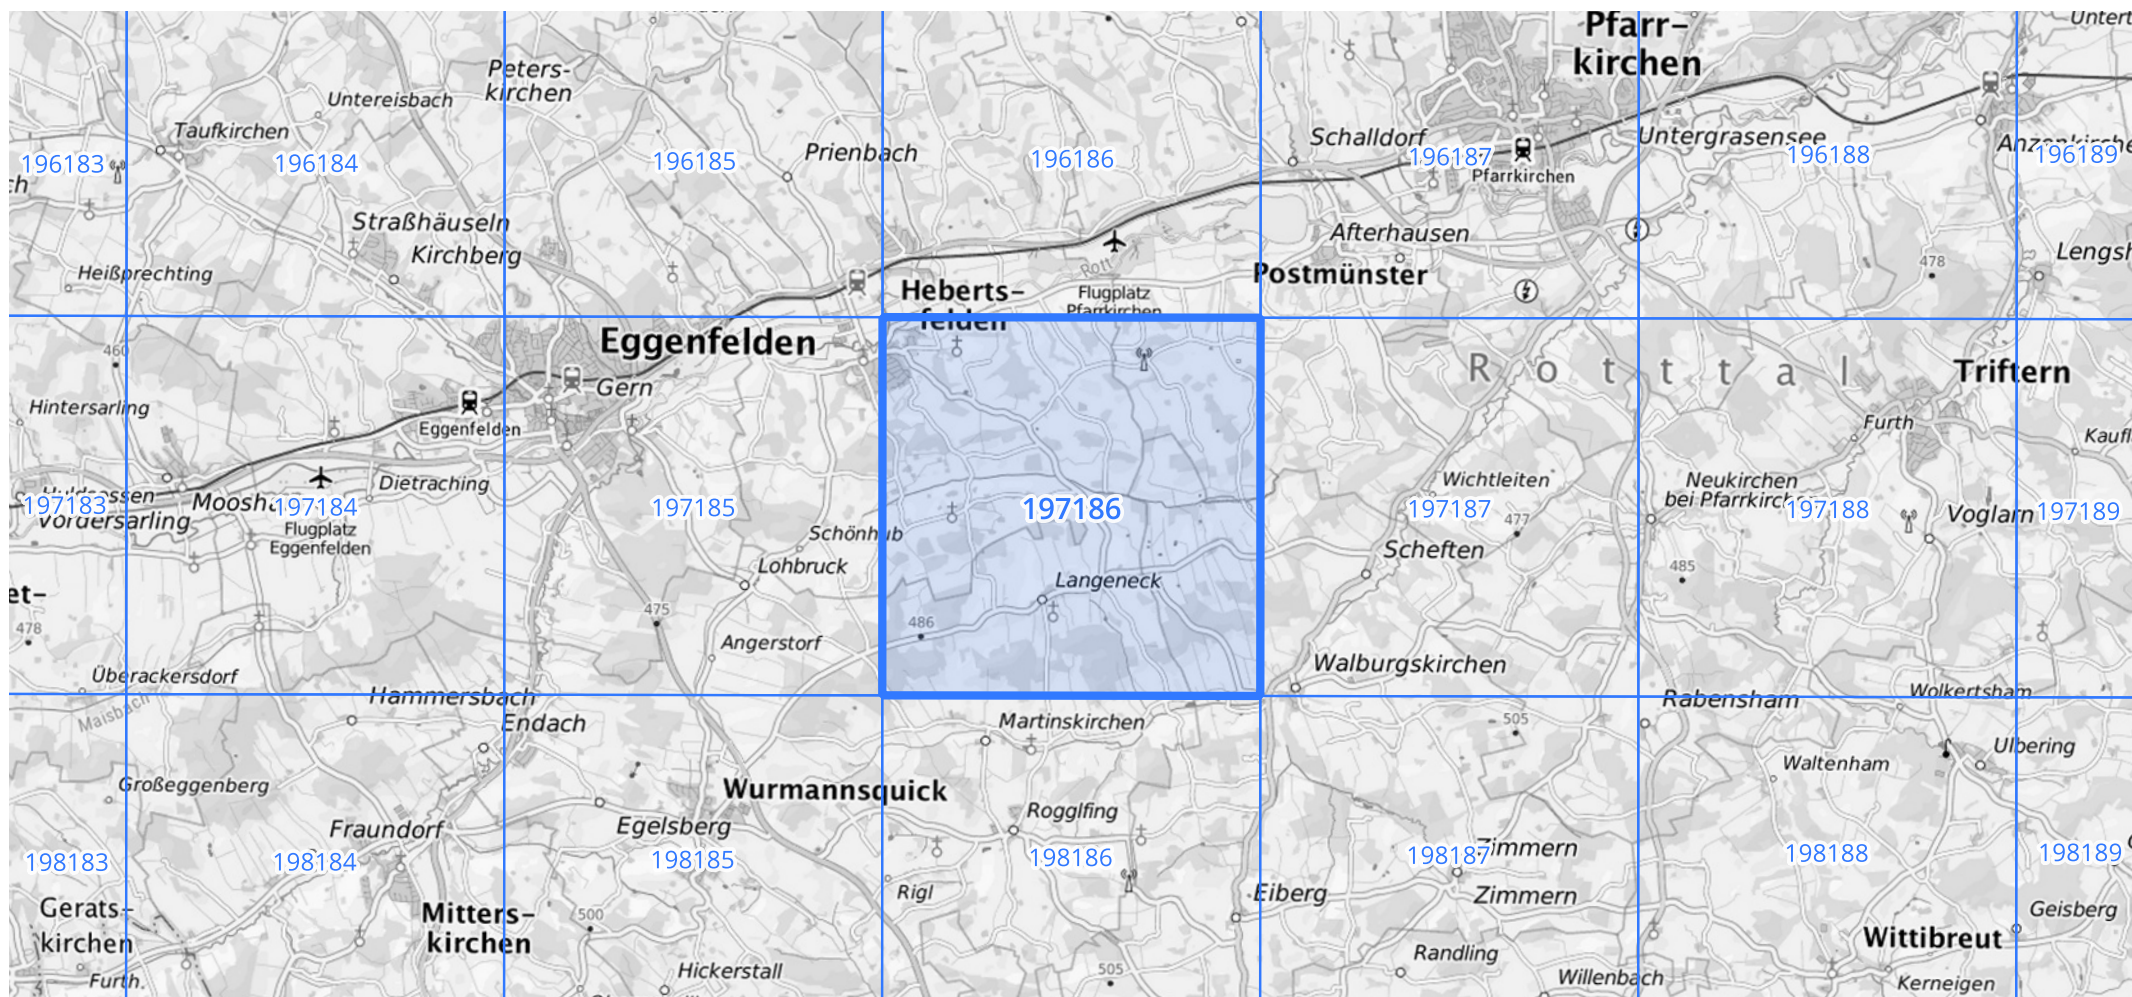 Pfarr-
kirchen
Peters-
kirchen
Untereisbach
Taufkirchen
Prienbach
Schalldorf
Untergrasensee
196183
196184
196185
196186
196187
196188
196189
Pfarrkirchen
Straßhäuseln
Kirchberg
Heißprechting
Afterhausen
Postmünster
478
Rott
Heberts-
felden
Flugplatz
Pfarrkirchen
Eggenfelden
Gern
460
Hintersarling
Eggenfelden
R o t t t a l
Triftern
Furth
Dietraching
Wichtleiten
Neukirchen
bei Pfarrkirchen
Vordersarling
197183
197184
197185
197186
197187
197188
197189
Flugplatz
Eggenfelden
Schönhub
477
Voglarn
Scheften
Lohbruck
Langeneck
485
et-
478
475
486
Angerstorf
Walburgskirchen
Überackersdorf
Maisbach
Hammersbach
Endach
Martinskirchen
505
Rabensham
Wolkertsham
Ulbering
Waltenham
Großeggenberg
Wurmannsquick
Rogglfing
Fraundorf
Egelsberg
Zimmern
198183
198184
198185
198186
198187
198188
198189
Rigl
Eiberg
Zimmern
Gerats-
kirchen
Mitters-
kirchen
500
Geisberg
Wittibreut
Randling
Hickerstall
505
Willenbach
Kerneigen
Furth.